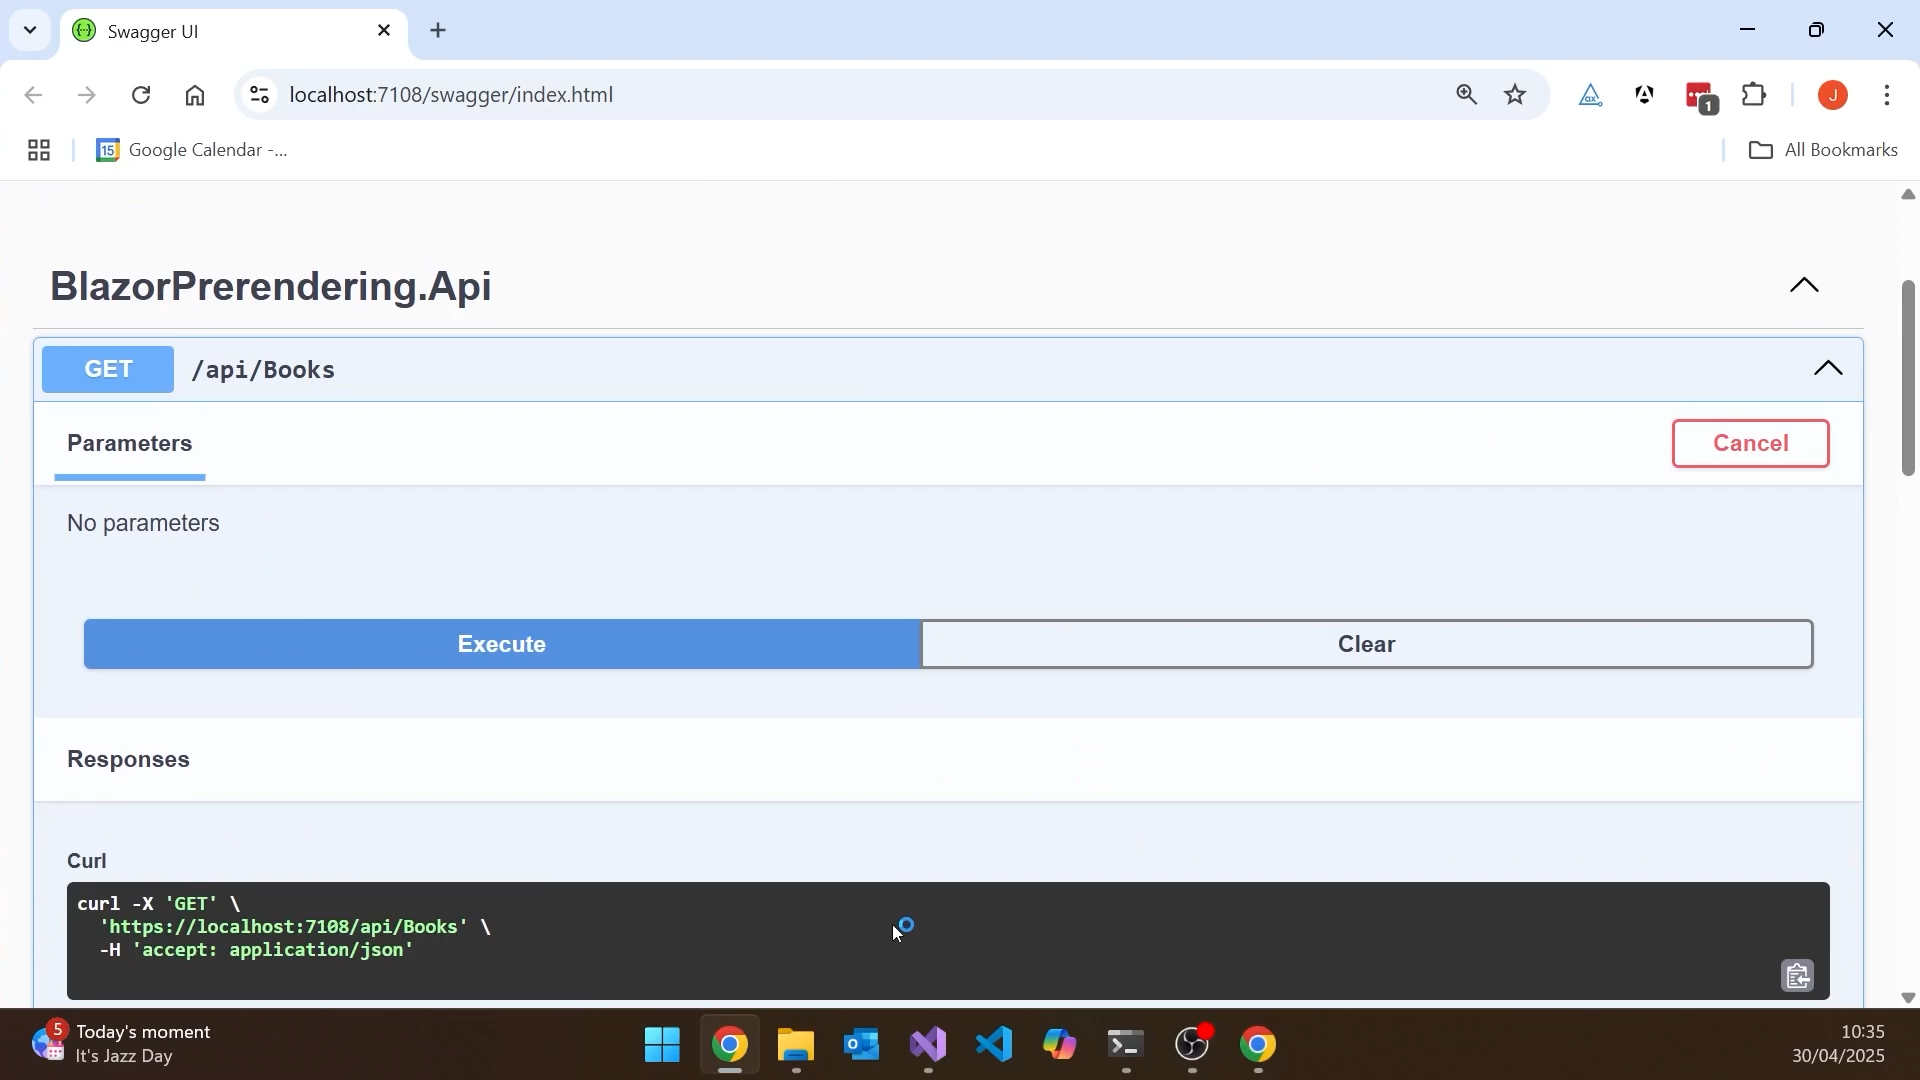 Swagger UI
localhost:7108/swagger/index.html
1
J
15
Google Calendar -...
All Bookmarks
BlazorPrerendering.Api
GET /api/Books
Parameters
Cancel
No parameters
Execute
Clear
Responses
Curl
curl -X 'GET' \
'https://localhost:7108/api/Books' \
-H 'accept: application/json'
5
Today's moment
It's Jazz Day
10:35
30/04/2025